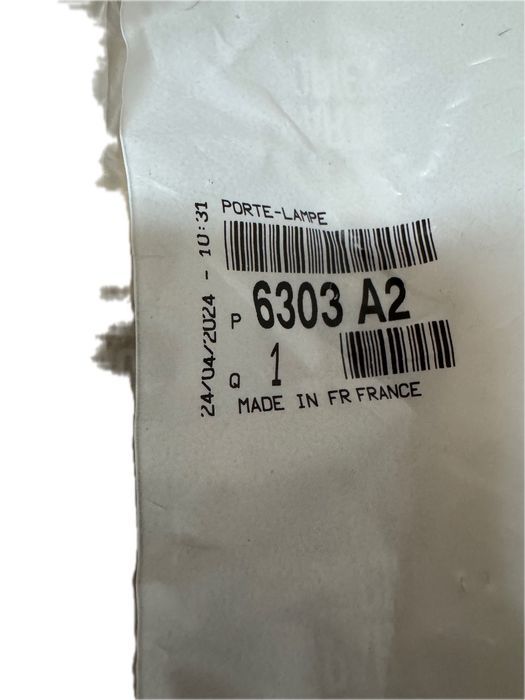 PORTE-LAMPE
24/04/2024 - 10:31
P 6303 A2
Q 1
MADE IN FR FRANCE